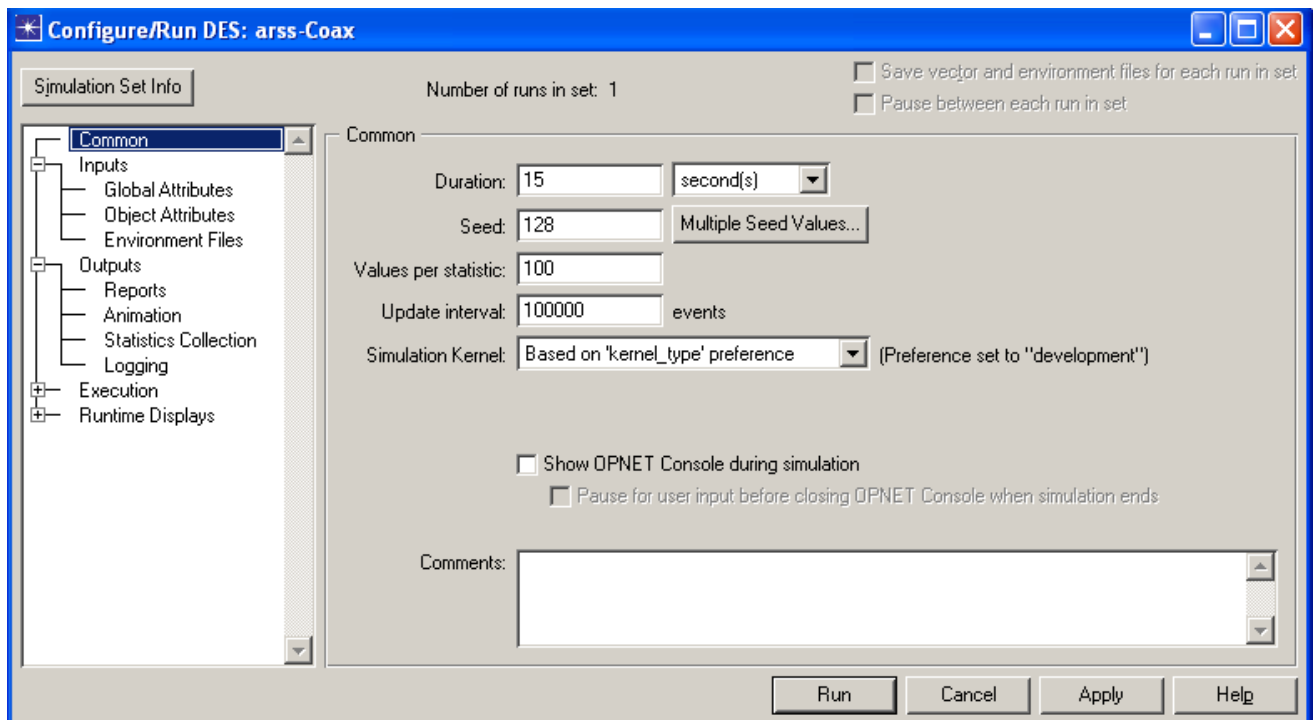 Configure/Run DES: arss-Coax
Simulation Set Info
Number of runs in set: 1
Save vector and environment files for each run in set
Pause between each run in set
Common
Inputs
Global Attributes
Object Attributes
Environment Files
Outputs
Reports
Animation
Statistics Collection
Logging
Execution
Runtime Displays
Common
Duration: 15 second(s)
Seed: 128 Multiple Seed Values...
Values per statistic: 100
Update interval: 100000 events
Simulation Kernel: Based on 'kernel_type' preference (Preference set to "development")
Show OPNET Console during simulation
Pause for user input before closing OPNET Console when simulation ends
Comments:
Run Cancel Apply Help